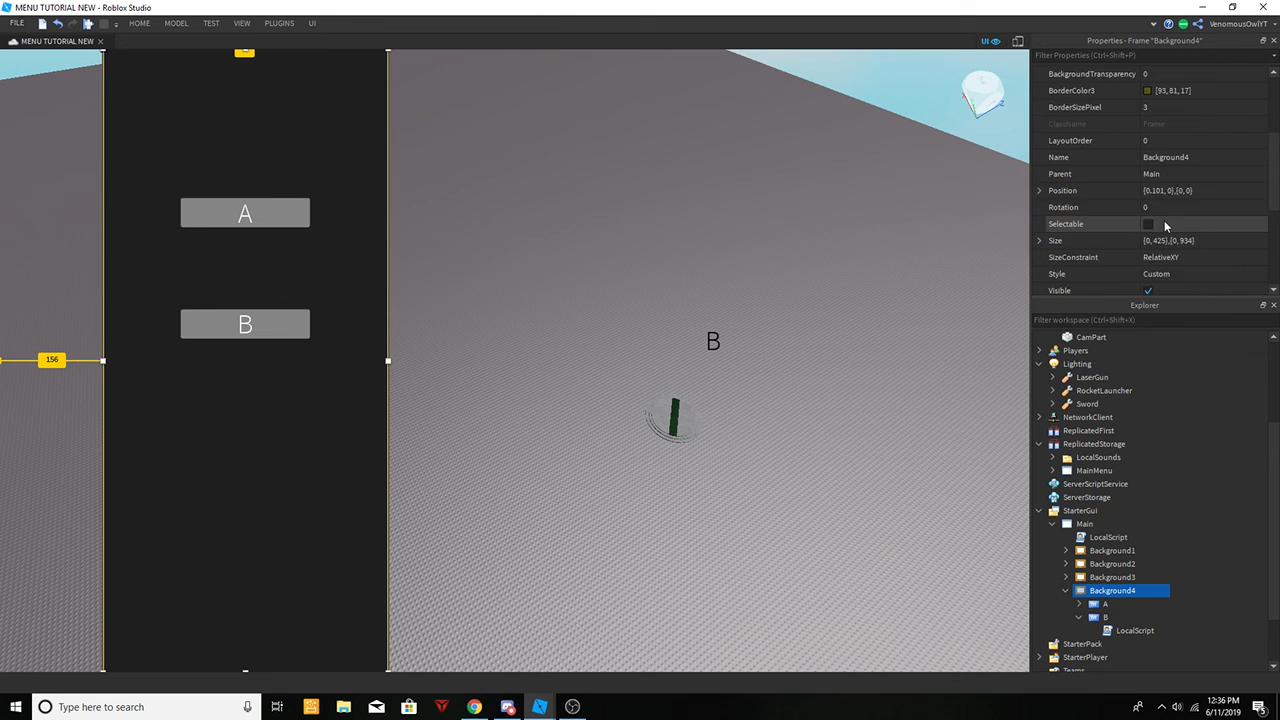 MENU TUTORIAL NEW - Roblox Studio
FILE
HOME
MODEL
TEST
VIEW
PLUGINS
UI
VenomousOwlYT
MENU TUTORIAL NEW
UI
Properties - Frame "Background4"
Filter Properties (Ctrl+Shift+P)
BackgroundTransparency 0
BorderColor3 [93, 81, 17]
BorderSizePixel 3
ClassName Frame
LayoutOrder 0
Name Background4
Parent Main
Position {0.101, 0},{0, 0}
Rotation 0
Selectable
Size {0, 425},{0, 934}
SizeConstraint RelativeXY
Style Custom
Visible
A
B
B
156
Explorer
Filter workspace (Ctrl+Shift+X)
CamPart
Players
Lighting
LaserGun
RocketLauncher
Sword
NetworkClient
ReplicatedFirst
ReplicatedStorage
LocalSounds
MainMenu
ServerScriptService
ServerStorage
StarterGui
Main
LocalScript
Background1
Background2
Background3
Background4
A
B
LocalScript
StarterPack
StarterPlayer
Teams
Type here to search
12:36 PM
6/11/2019